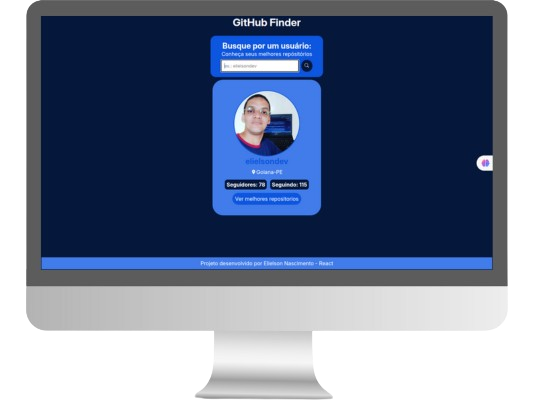 GitHub Finder
Busque por um usuário:
Conheça seus melhores repositórios
ex.: elielsondev
elielsondev
Goiana-PE
Seguidores: 78 Seguindo: 115
Ver melhores repositorios
Projeto desenvolvido por Elielson Nascimento - React